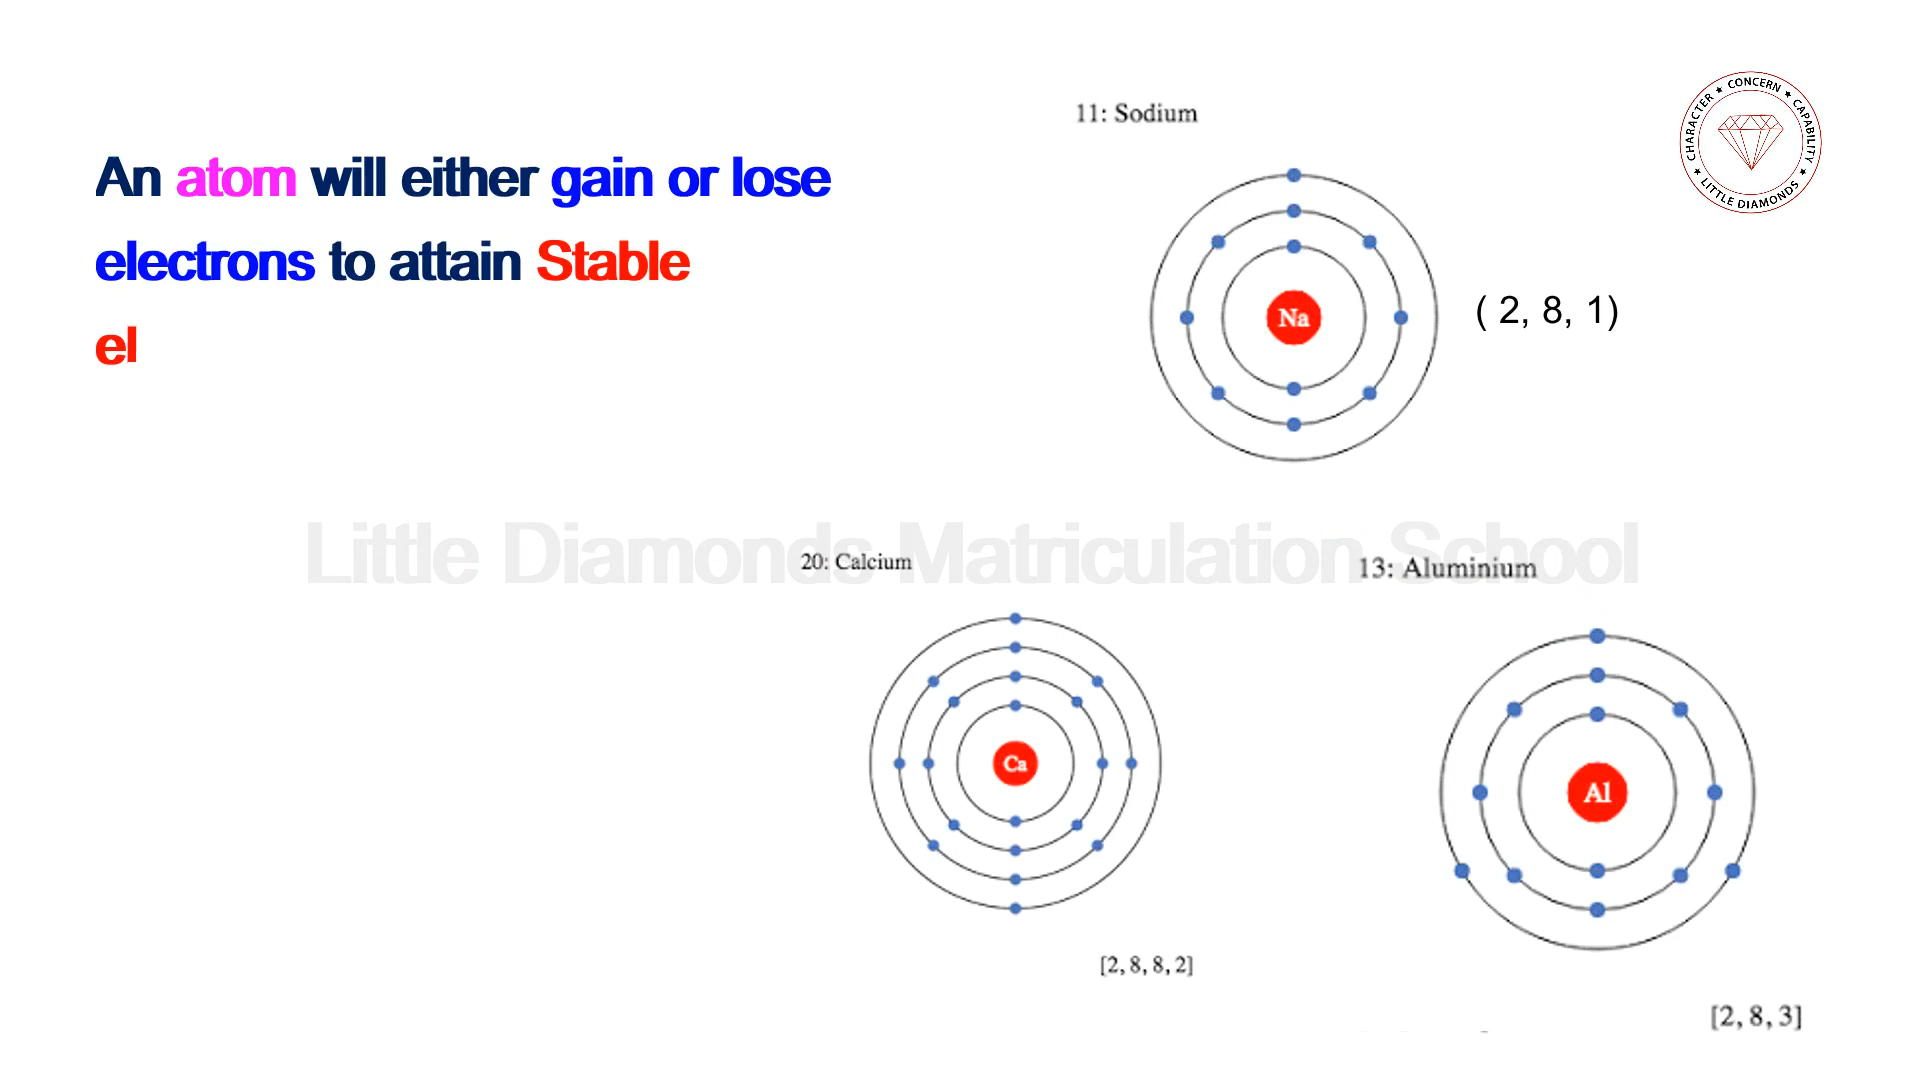 An atom will either gain or lose
electrons to attain Stable
el
11: Sodium
Na
( 2, 8, 1)
CHARACTER ★ CONCERN ★ CAPABILITY ★ LITTLE DIAMONDS ★
Little Diamonds Matriculation School
20: Calcium
Ca
[2, 8, 8, 2]
13: Aluminium
Al
[2, 8, 3]